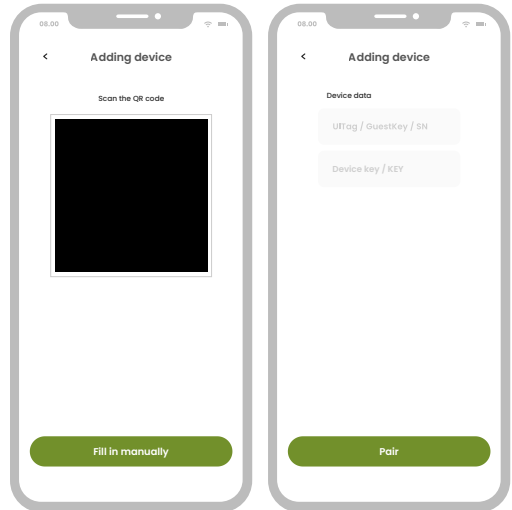 08.00
Adding device
Scan the QR code
Fill in manually
08.00
Adding device
Device data
UiTag / GuestKey / SN
Device key / KEY
Pair